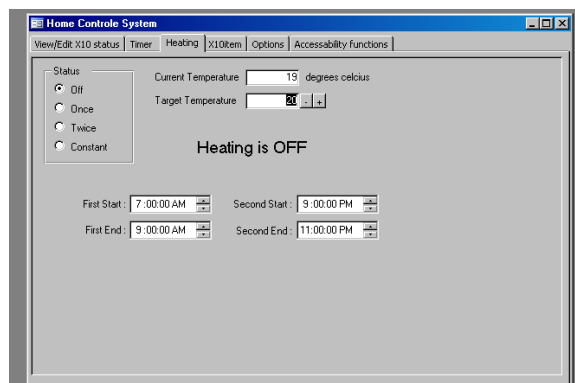 Home Controle System
View/Edit X10 status Timer Heating X10item Options Accessability functions
Status
Off
Once
Twice
Constant
Current Temperature 19 degrees celcius
Target Temperature 20 - +
Heating is OFF
First Start : 7:00:00 AM Second Start : 9:00:00 PM
First End : 9:00:00 AM Second End : 11:00:00 PM